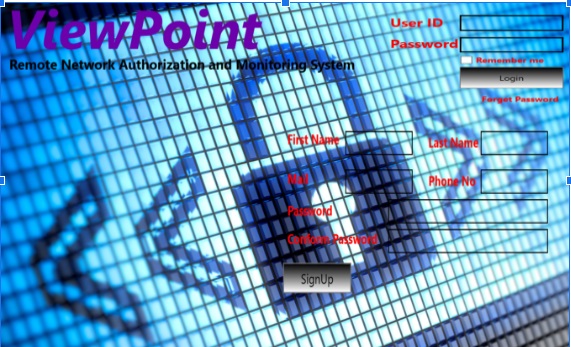 ViewPoint
Remote Network Authorization and Monitoring System
User ID
Password
Remember me
Login
Forget Password
First Name
Last Name
Mail
Phone No
Password
Conform Password
SignUp